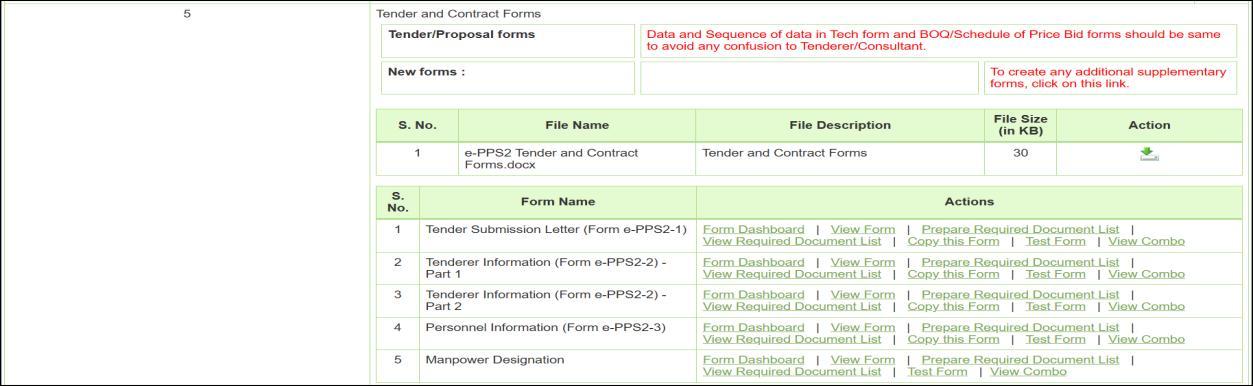 5
Tender and Contract Forms
Tender/Proposal forms
Data and Sequence of data in Tech form and BOQ/Schedule of Price Bid forms should be same
to avoid any confusion to Tenderer/Consultant.
New forms :
To create any additional supplementary
forms, click on this link.
S. No.
File Name
File Description
File Size
(in KB)
Action
1
e-PPS2 Tender and Contract
Forms.docx
Tender and Contract Forms
30
S.
No.
Form Name
Actions
1
Tender Submission Letter (Form e-PPS2-1)
Form Dashboard | View Form | Prepare Required Document List |
View Required Document List | Copy this Form | Test Form | View Combo
2
Tenderer Information (Form e-PPS2-2) -
Part 1
Form Dashboard | View Form | Prepare Required Document List |
View Required Document List | Copy this Form | Test Form | View Combo
3
Tenderer Information (Form e-PPS2-2) -
Part 2
Form Dashboard | View Form | Prepare Required Document List |
View Required Document List | Copy this Form | Test Form | View Combo
4
Personnel Information (Form e-PPS2-3)
Form Dashboard | View Form | Prepare Required Document List |
View Required Document List | Copy this Form | Test Form | View Combo
5
Manpower Designation
Form Dashboard | View Form | Prepare Required Document List |
View Required Document List | Test Form | View Combo